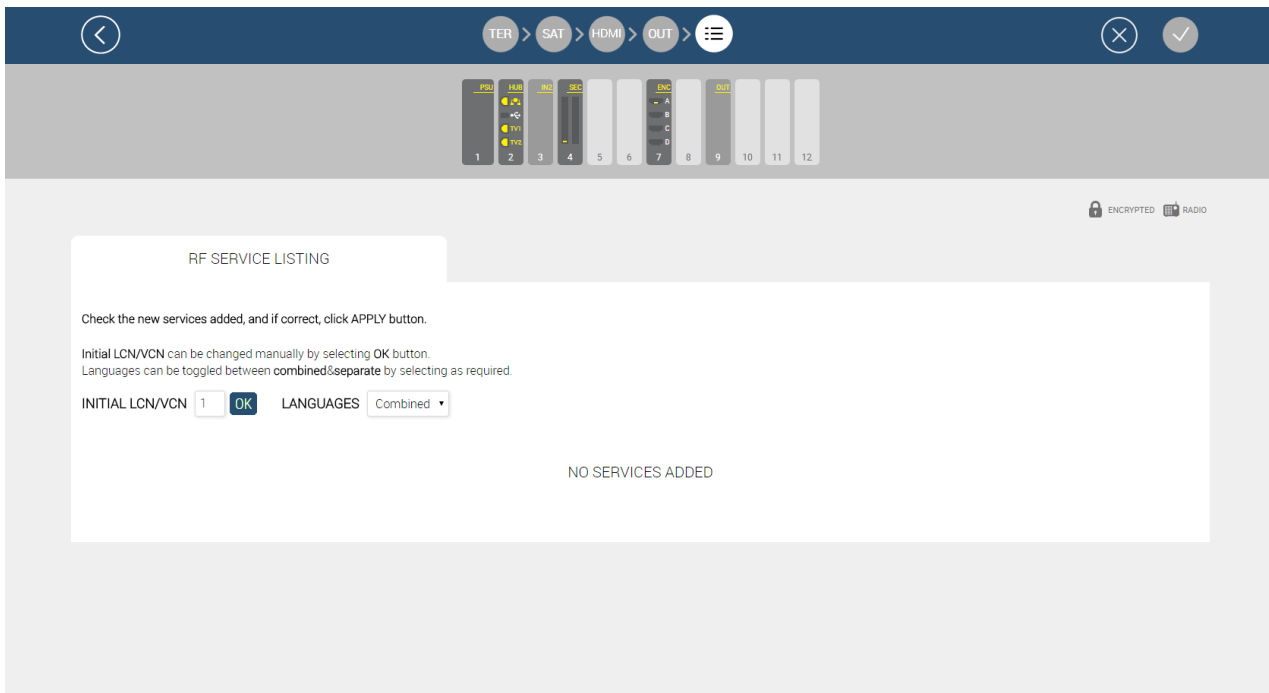 TER > SAT > HDMI > OUT >
PSU HUB IN2 SEC ENC OUT
A
B
TV1 C
TV2 D
1 2 3 4 5 6 7 8 9 10 11 12
ENCRYPTED RADIO
RF SERVICE LISTING
Check the new services added, and if correct, click APPLY button.
Initial LCN/VCN can be changed manually by selecting OK button.
Languages can be toggled between combined&separate by selecting as required.
INITIAL LCN/VCN 1 OK LANGUAGES Combined
NO SERVICES ADDED